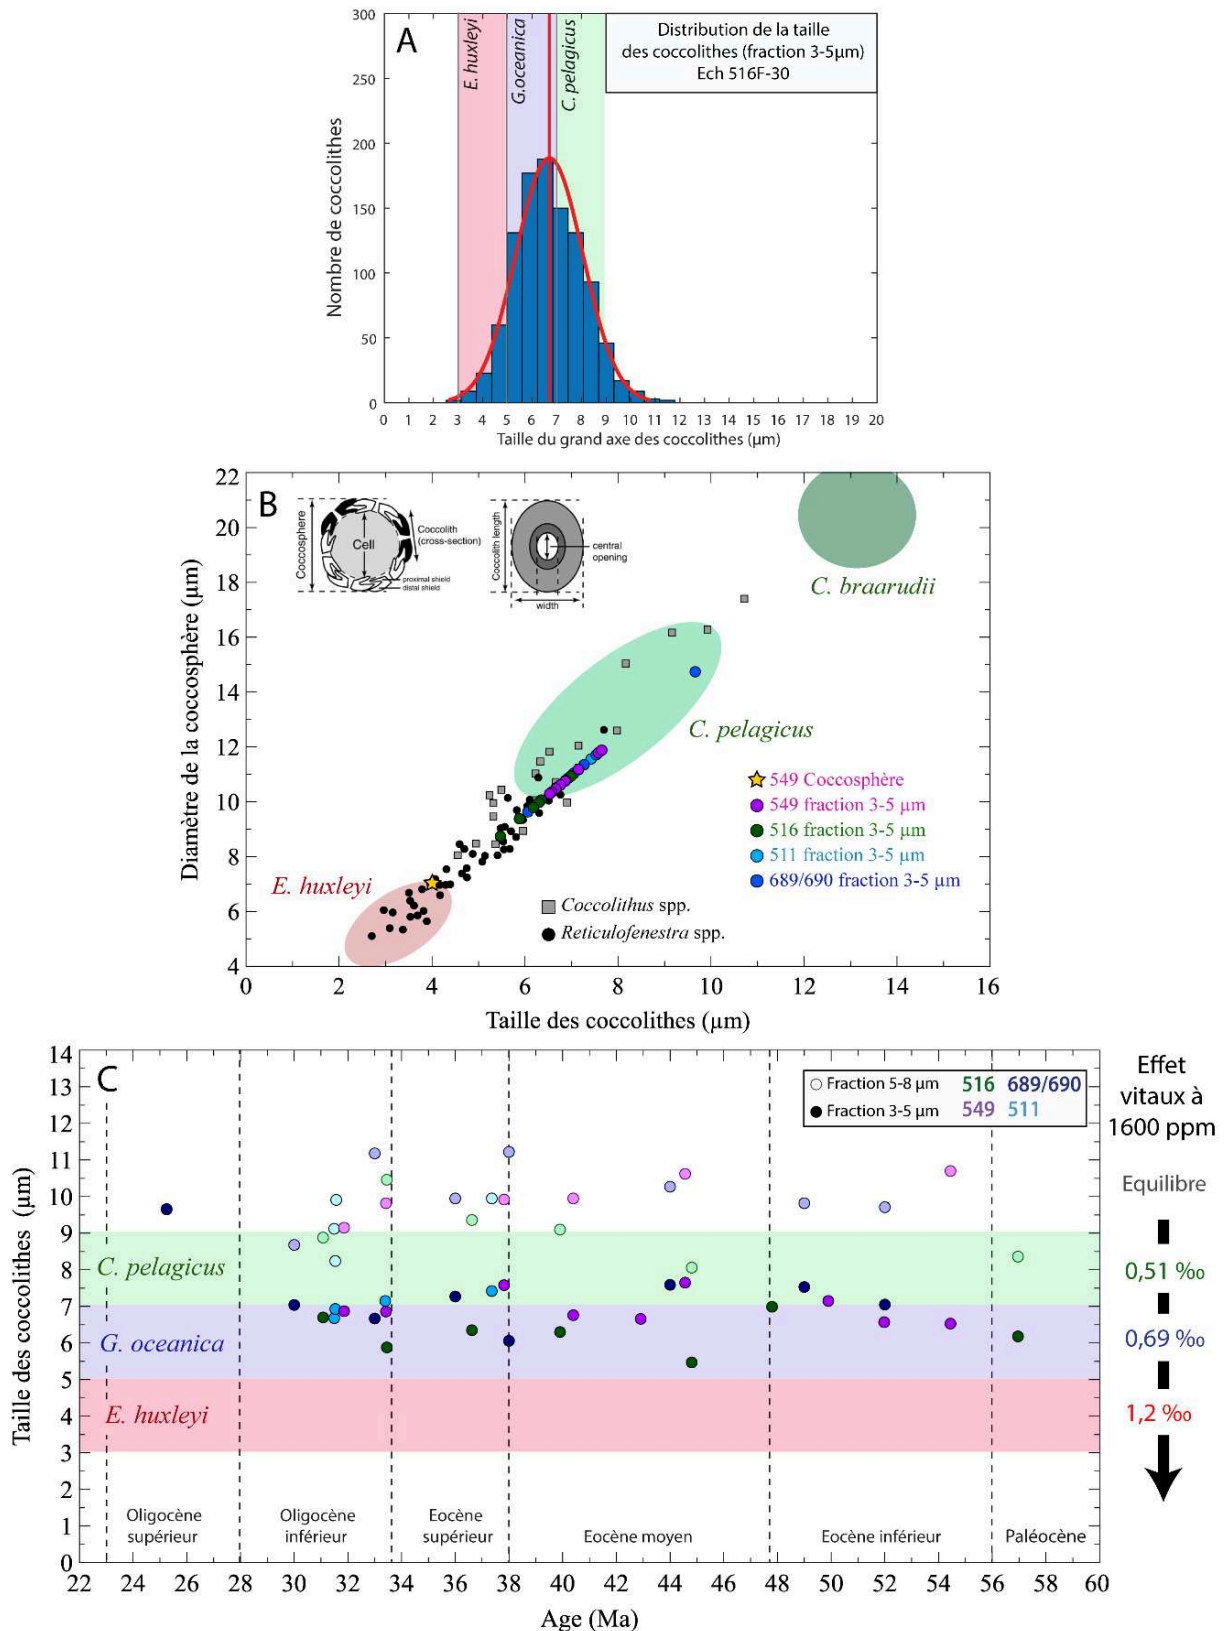 A
E. huxleyi
G.oceanica
C. pelagicus
Distribution de la taille
des coccolithes (fraction 3-5µm)
Ech 516F-30
Nombre de coccolithes
300
250
200
150
100
50
0
0 1 2 3 4 5 6 7 8 9 10 11 12 13 14 15 16 17 18 19 20
Taille du grand axe des coccolithes (µm)
B
Diamètre de la coccosphère (µm)
22
20
18
16
14
12
10
8
6
4
Coccosphere
Cell
Coccolith
(cross-section)
proximal shield
distal shield
Coccolith length
central
opening
width
C. braarudii
C. pelagicus
E. huxleyi
549 Coccosphère
549 fraction 3-5 µm
516 fraction 3-5 µm
511 fraction 3-5 µm
689/690 fraction 3-5 µm
Coccolithus spp.
Reticulofenestra spp.
0 2 4 6 8 10 12 14 16
Taille des coccolithes (µm)
C
Taille des coccolithes (µm)
14
13
12
11
10
9
8
7
6
5
4
3
2
1
0
Fraction 5-8 µm 516 689/690
Fraction 3-5 µm 549 511
C. pelagicus
G. oceanica
E. huxleyi
Oligocène
supérieur
Oligocène
inférieur
Eocène
supérieur
Eocène moyen
Eocène inférieur
Paléocène
22 24 26 28 30 32 34 36 38 40 42 44 46 48 50 52 54 56 58 60
Age (Ma)
Effet
vitaux à
1600 ppm
Equilibre
0,51 ‰
0,69 ‰
1,2 ‰